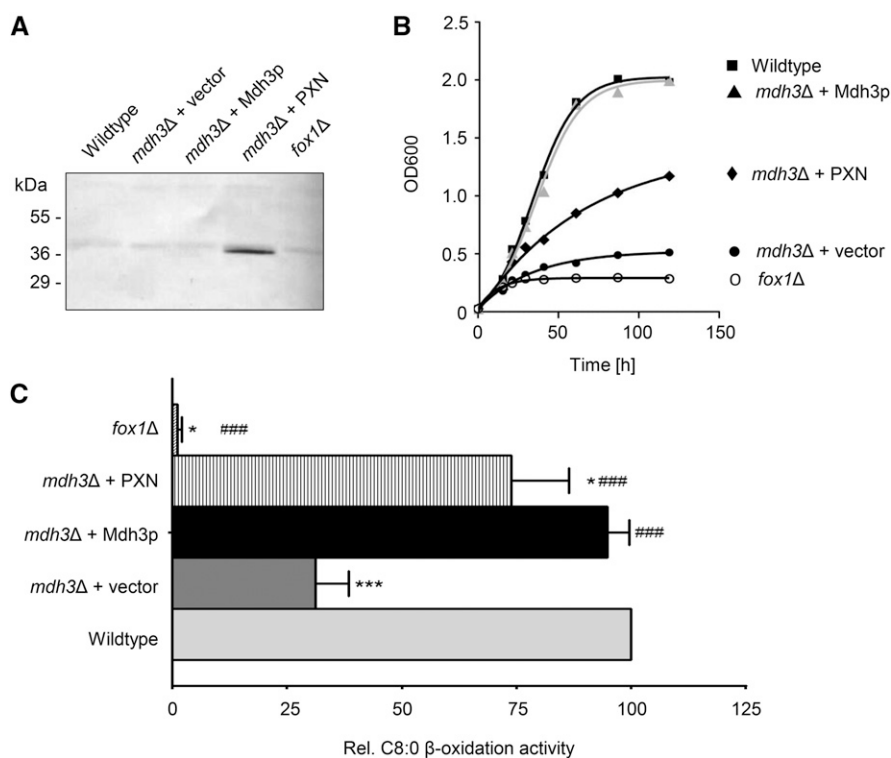 A
Wildtype
mdh3Δ + vector
mdh3Δ + Mdh3p
mdh3Δ + PXN
fox1Δ
kDa
55 -
36 -
29 -
B
2.5
2.0
1.5
1.0
0.5
0
OD600
0
50
100
150
Time [h]
Wildtype
mdh3Δ + Mdh3p
mdh3Δ + PXN
mdh3Δ + vector
fox1Δ
C
fox1Δ
* ###
mdh3Δ + PXN
* ###
mdh3Δ + Mdh3p
###
mdh3Δ + vector
***
Wildtype
0
25
50
75
100
125
Rel. C8:0 β-oxidation activity